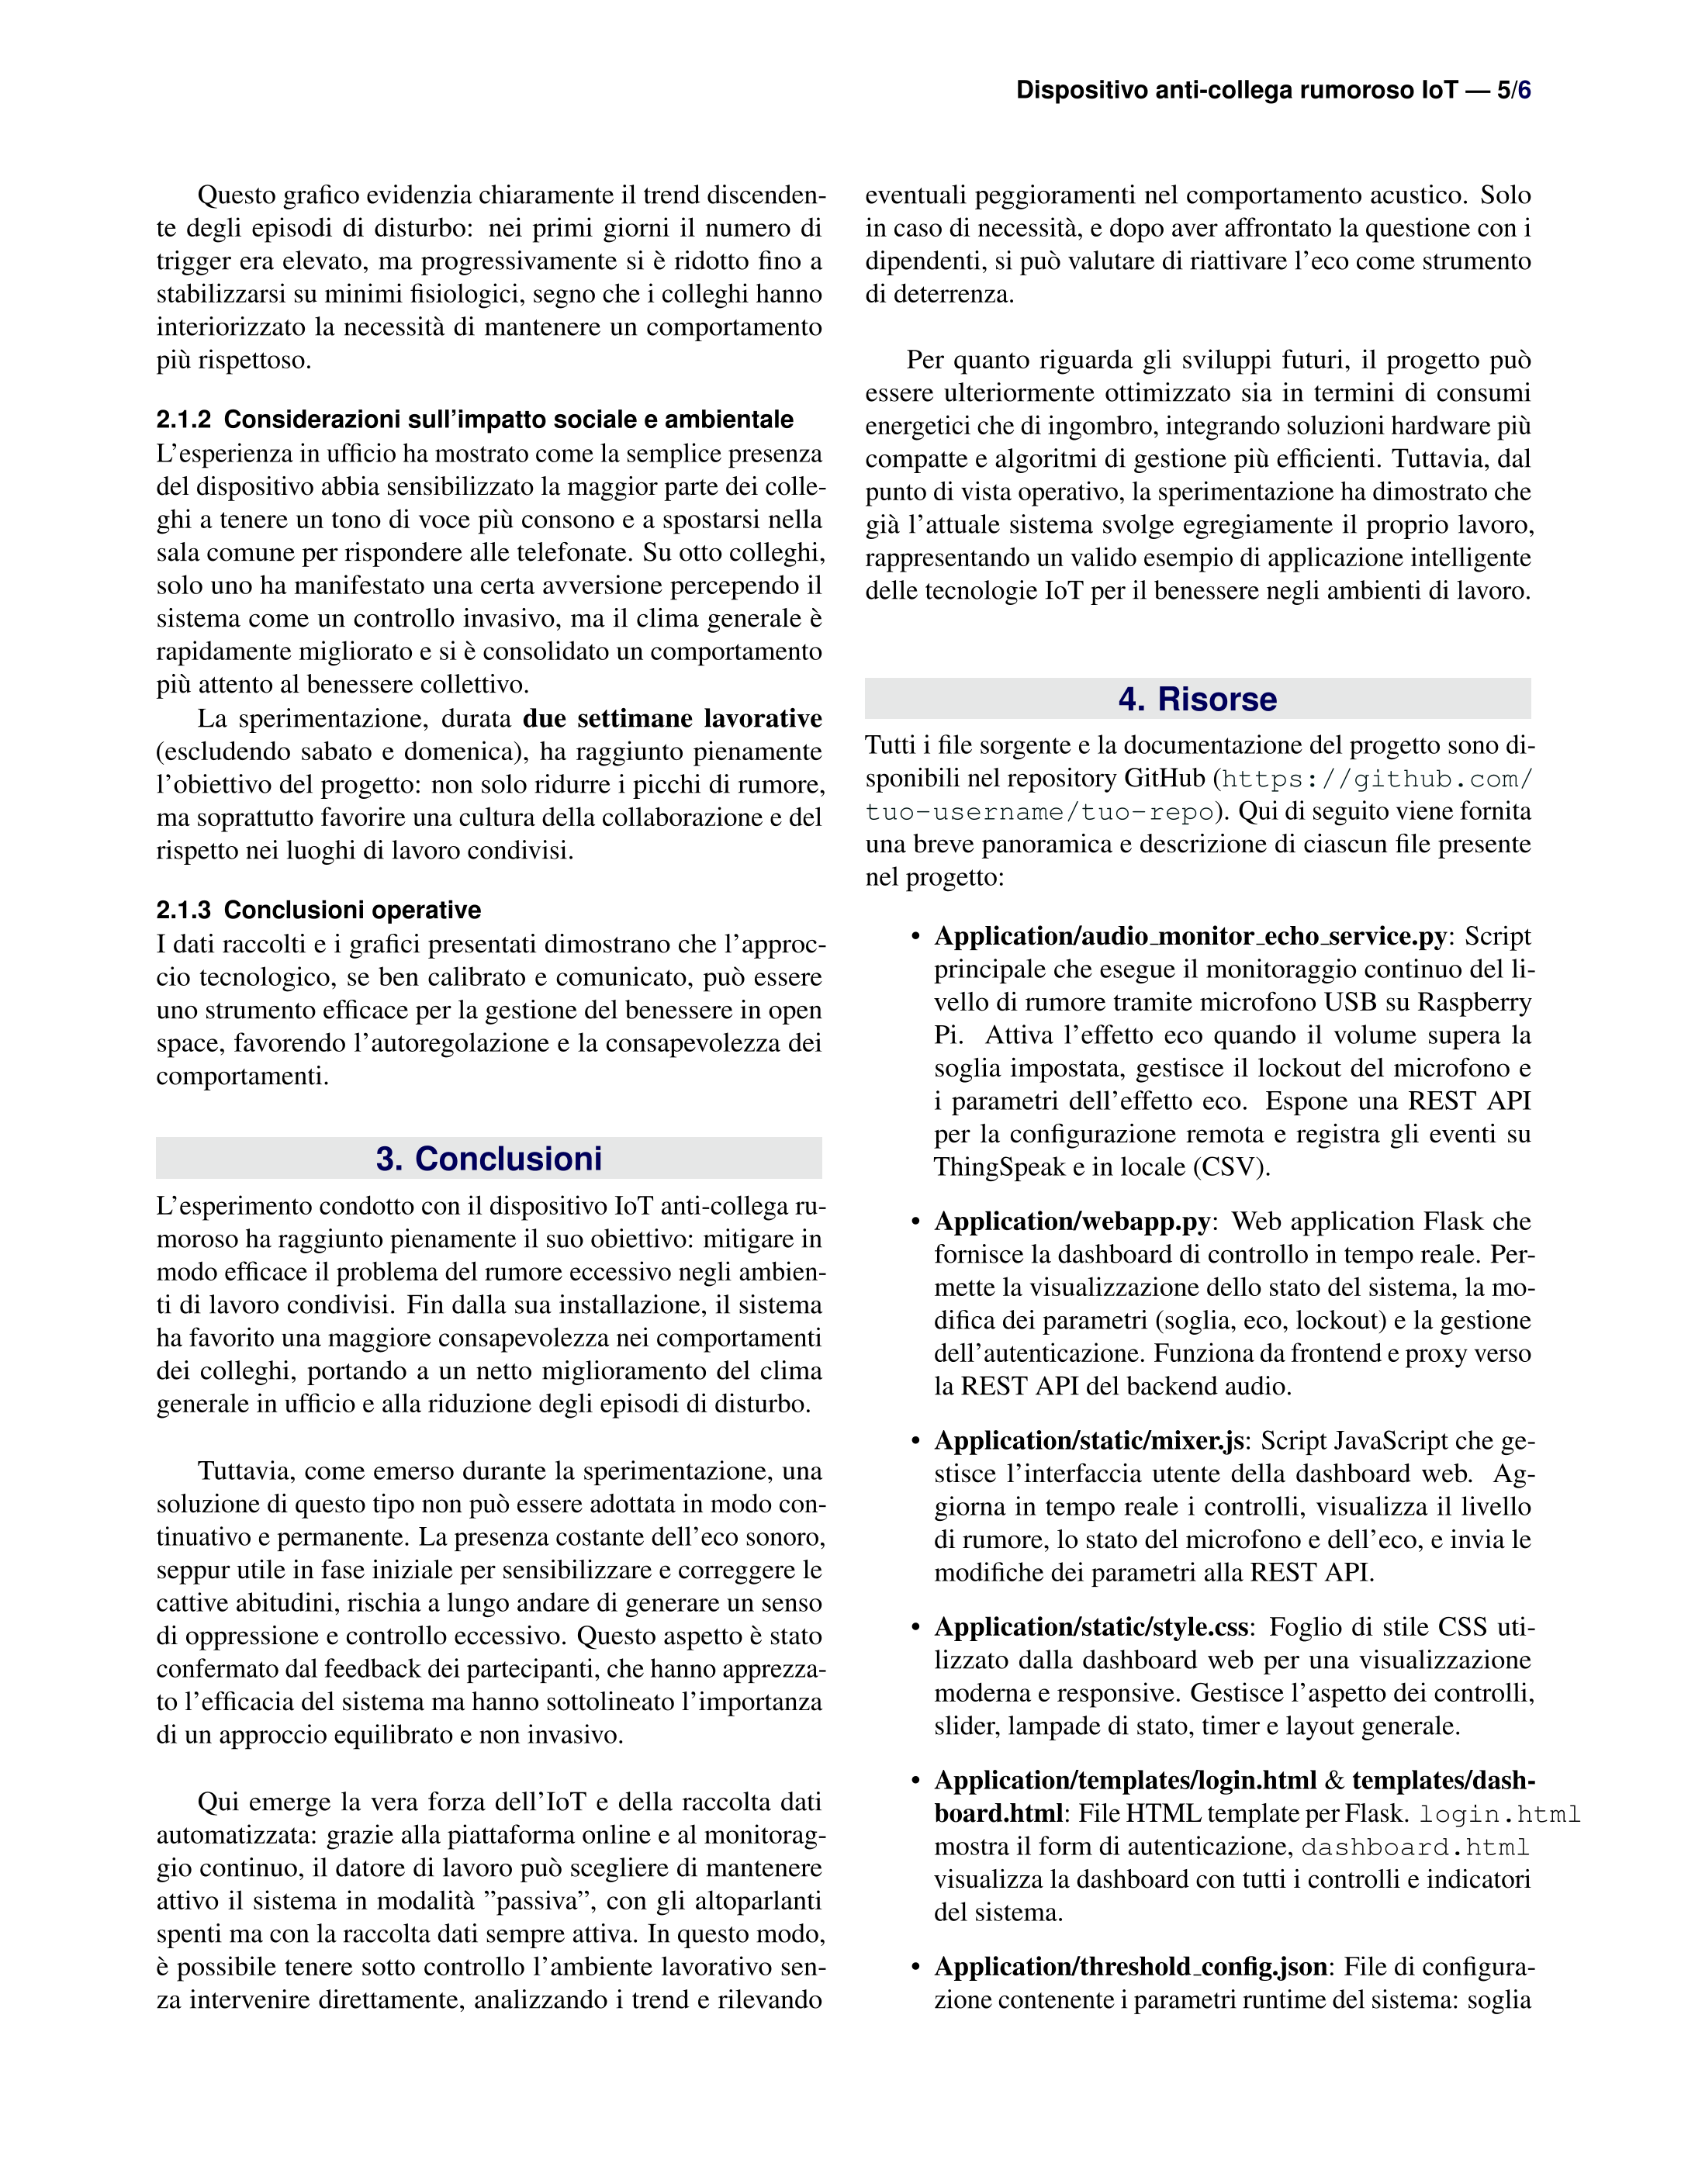 Dispositivo anti-collega rumoroso IoT — 5/6
Questo grafico evidenzia chiaramente il trend discenden-
te degli episodi di disturbo: nei primi giorni il numero di
trigger era elevato, ma progressivamente si è ridotto fino a
stabilizzarsi su minimi fisiologici, segno che i colleghi hanno
interiorizzato la necessità di mantenere un comportamento
più rispettoso.
2.1.2 Considerazioni sull'impatto sociale e ambientale
L'esperienza in ufficio ha mostrato come la semplice presenza
del dispositivo abbia sensibilizzato la maggior parte dei colle-
ghi a tenere un tono di voce più consono e a spostarsi nella
sala comune per rispondere alle telefonate. Su otto colleghi,
solo uno ha manifestato una certa avversione percependo il
sistema come un controllo invasivo, ma il clima generale è
rapidamente migliorato e si è consolidato un comportamento
più attento al benessere collettivo.
La sperimentazione, durata due settimane lavorative
(escludendo sabato e domenica), ha raggiunto pienamente
l'obiettivo del progetto: non solo ridurre i picchi di rumore,
ma soprattutto favorire una cultura della collaborazione e del
rispetto nei luoghi di lavoro condivisi.
2.1.3 Conclusioni operative
I dati raccolti e i grafici presentati dimostrano che l'approc-
cio tecnologico, se ben calibrato e comunicato, può essere
uno strumento efficace per la gestione del benessere in open
space, favorendo l'autoregolazione e la consapevolezza dei
comportamenti.
3. Conclusioni
L'esperimento condotto con il dispositivo IoT anti-collega ru-
moroso ha raggiunto pienamente il suo obiettivo: mitigare in
modo efficace il problema del rumore eccessivo negli ambien-
ti di lavoro condivisi. Fin dalla sua installazione, il sistema
ha favorito una maggiore consapevolezza nei comportamenti
dei colleghi, portando a un netto miglioramento del clima
generale in ufficio e alla riduzione degli episodi di disturbo.
Tuttavia, come emerso durante la sperimentazione, una
soluzione di questo tipo non può essere adottata in modo con-
tinuativo e permanente. La presenza costante dell'eco sonoro,
seppur utile in fase iniziale per sensibilizzare e correggere le
cattive abitudini, rischia a lungo andare di generare un senso
di oppressione e controllo eccessivo. Questo aspetto è stato
confermato dal feedback dei partecipanti, che hanno apprezza-
to l'efficacia del sistema ma hanno sottolineato l'importanza
di un approccio equilibrato e non invasivo.
Qui emerge la vera forza dell'IoT e della raccolta dati
automatizzata: grazie alla piattaforma online e al monitorag-
gio continuo, il datore di lavoro può scegliere di mantenere
attivo il sistema in modalità ”passiva”, con gli altoparlanti
spenti ma con la raccolta dati sempre attiva. In questo modo,
è possibile tenere sotto controllo l'ambiente lavorativo sen-
za intervenire direttamente, analizzando i trend e rilevando
eventuali peggioramenti nel comportamento acustico. Solo
in caso di necessità, e dopo aver affrontato la questione con i
dipendenti, si può valutare di riattivare l'eco come strumento
di deterrenza.
Per quanto riguarda gli sviluppi futuri, il progetto può
essere ulteriormente ottimizzato sia in termini di consumi
energetici che di ingombro, integrando soluzioni hardware più
compatte e algoritmi di gestione più efficienti. Tuttavia, dal
punto di vista operativo, la sperimentazione ha dimostrato che
già l'attuale sistema svolge egregiamente il proprio lavoro,
rappresentando un valido esempio di applicazione intelligente
delle tecnologie IoT per il benessere negli ambienti di lavoro.
4. Risorse
Tutti i file sorgente e la documentazione del progetto sono di-
sponibili nel repository GitHub (https://github.com/
tuo-username/tuo-repo). Qui di seguito viene fornita
una breve panoramica e descrizione di ciascun file presente
nel progetto:
• Application/audio_monitor_echo_service.py: Script
principale che esegue il monitoraggio continuo del li-
vello di rumore tramite microfono USB su Raspberry
Pi. Attiva l'effetto eco quando il volume supera la
soglia impostata, gestisce il lockout del microfono e
i parametri dell'effetto eco. Espone una REST API
per la configurazione remota e registra gli eventi su
ThingSpeak e in locale (CSV).
• Application/webapp.py: Web application Flask che
fornisce la dashboard di controllo in tempo reale. Per-
mette la visualizzazione dello stato del sistema, la mo-
difica dei parametri (soglia, eco, lockout) e la gestione
dell'autenticazione. Funziona da frontend e proxy verso
la REST API del backend audio.
• Application/static/mixer.js: Script JavaScript che ge-
stisce l'interfaccia utente della dashboard web. Ag-
giorna in tempo reale i controlli, visualizza il livello
di rumore, lo stato del microfono e dell'eco, e invia le
modifiche dei parametri alla REST API.
• Application/static/style.css: Foglio di stile CSS uti-
lizzato dalla dashboard web per una visualizzazione
moderna e responsive. Gestisce l'aspetto dei controlli,
slider, lampade di stato, timer e layout generale.
• Application/templates/login.html & templates/dash-
board.html: File HTML template per Flask. login.html
mostra il form di autenticazione, dashboard.html
visualizza la dashboard con tutti i controlli e indicatori
del sistema.
• Application/threshold_config.json: File di configura-
zione contenente i parametri runtime del sistema: soglia